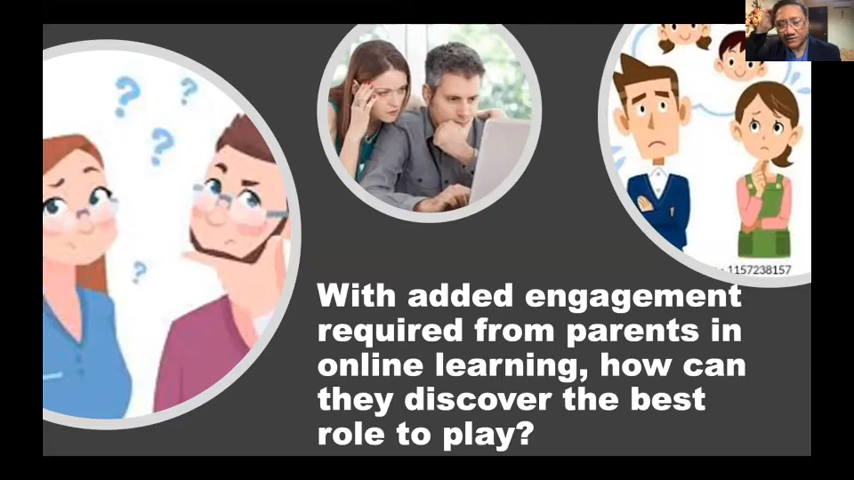 ? ?
?
?
1157238157
With added engagement
required from parents in
online learning, how can
they discover the best
role to play?